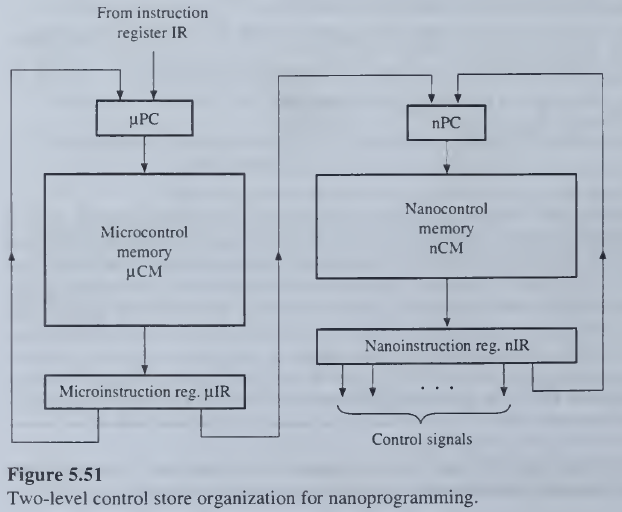 From instruction
register IR
μPC
nPC
Microcontrol
memory
μCM
Nanocontrol
memory
nCM
Microinstruction reg. μIR
Nanoinstruction reg. nIR
. . .
Control signals
Figure 5.51
Two-level control store organization for nanoprogramming.